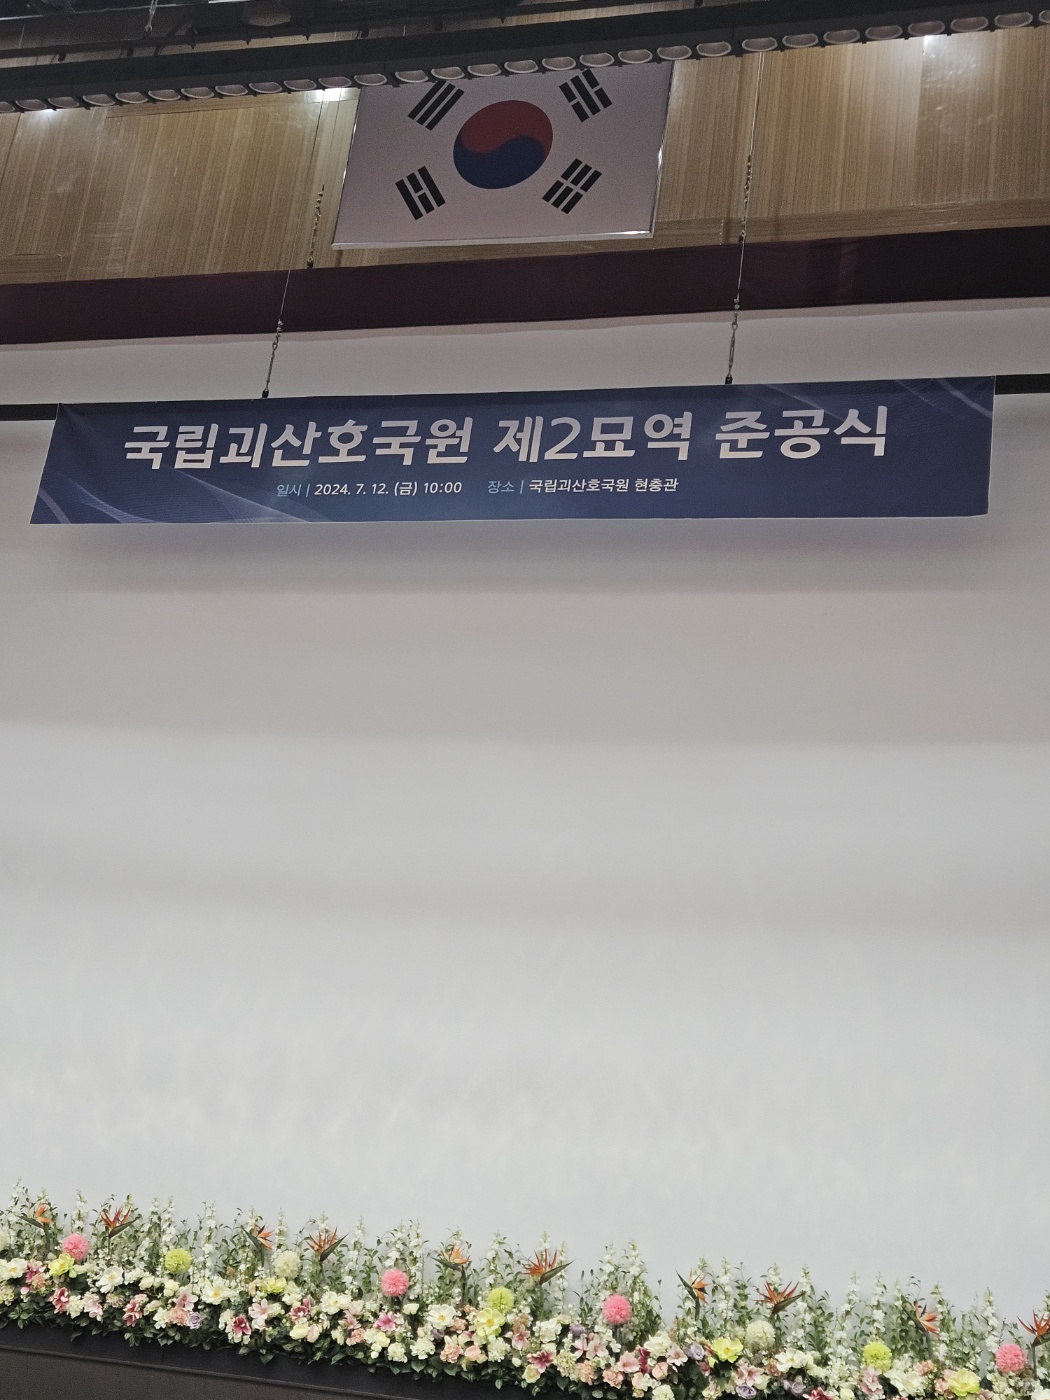 국립괴산호국원 제2묘역 준공식
일시 | 2024. 7. 12. (금) 10:00 장소 | 국립괴산호국원 현충관